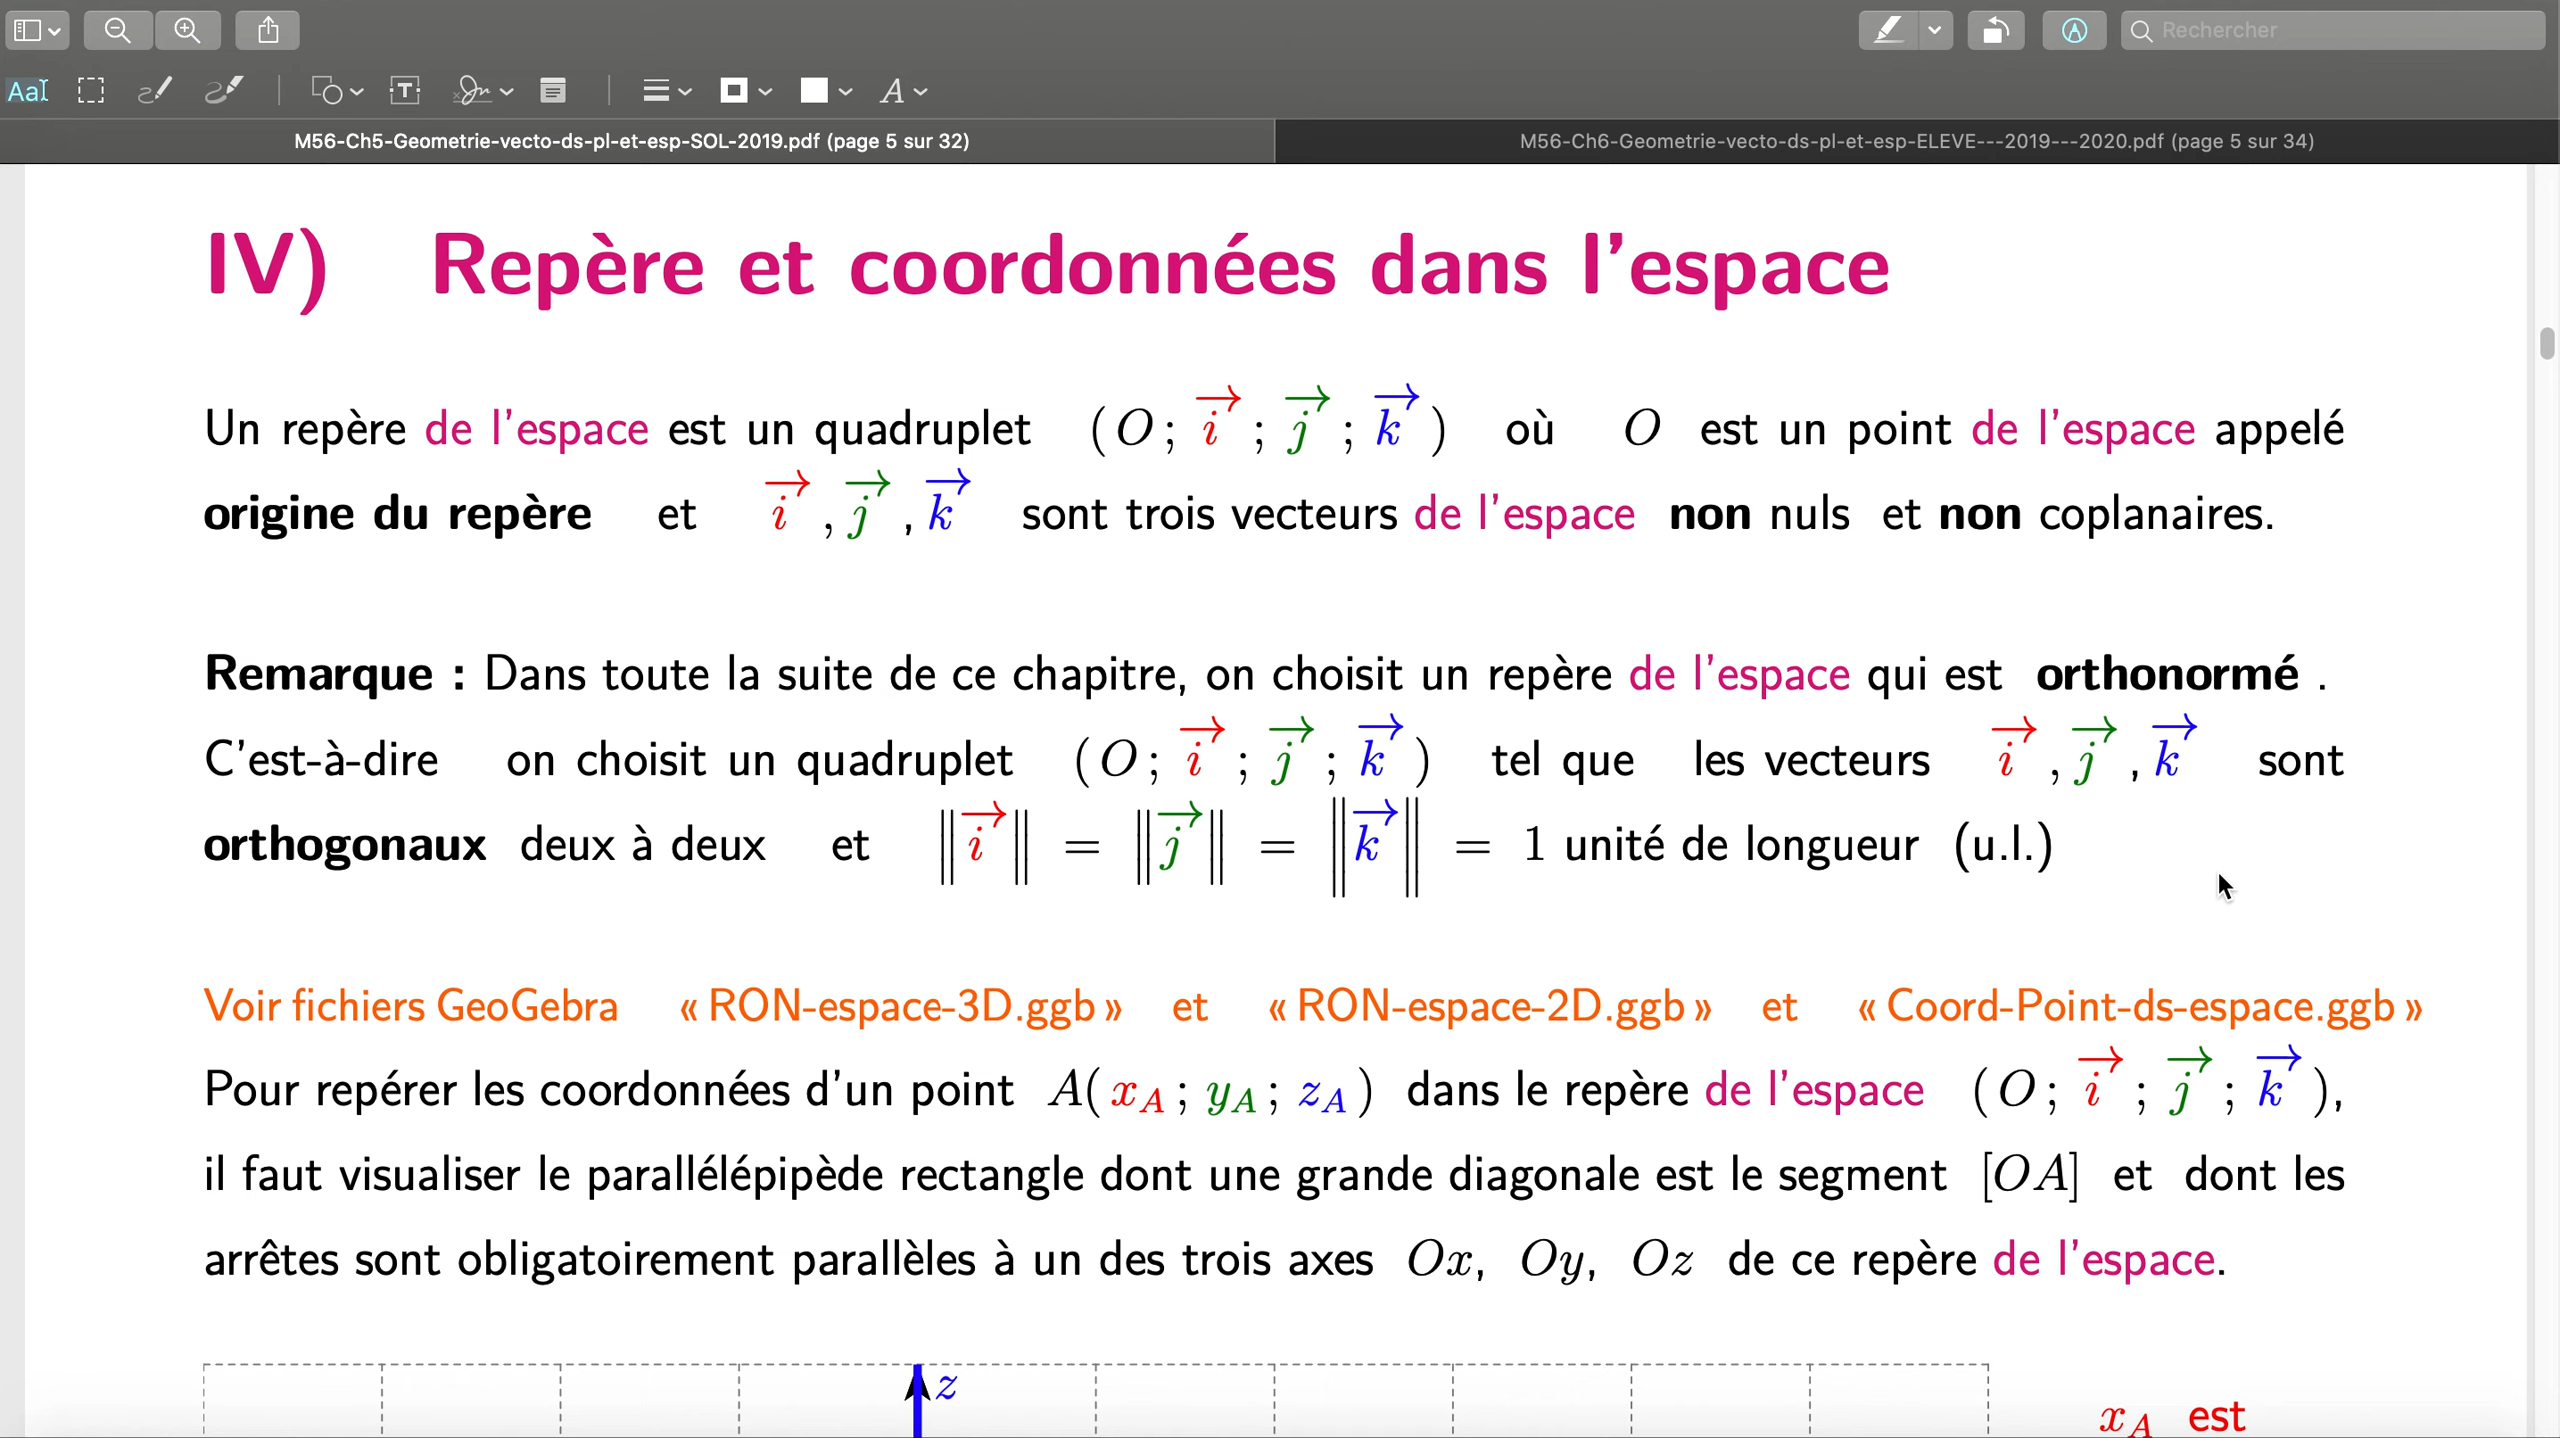 Rechercher
AaI
T
A
M56-Ch5-Geometrie-vecto-ds-pl-et-esp-SOL-2019.pdf (page 5 sur 32)
M56-Ch6-Geometrie-vecto-ds-pl-et-esp-ELEVE---2019---2020.pdf (page 5 sur 34)
IV) Repère et coordonnées dans l'espace
Un repère de l'espace est un quadruplet (O; i⃗ ; j⃗ ; k⃗ ) où O est un point de l'espace appelé
origine du repère et i⃗ , j⃗ , k⃗ sont trois vecteurs de l'espace non nuls et non coplanaires.
Remarque : Dans toute la suite de ce chapitre, on choisit un repère de l'espace qui est orthonormé .
C'est-à-dire on choisit un quadruplet (O; i⃗ ; j⃗ ; k⃗ ) tel que les vecteurs i⃗ , j⃗ , k⃗ sont
orthogonaux deux à deux et ‖i⃗‖ = ‖j⃗‖ = ‖k⃗‖ = 1 unité de longueur (u.l.)
Voir fichiers GeoGebra « RON-espace-3D.ggb » et « RON-espace-2D.ggb » et « Coord-Point-ds-espace.ggb »
Pour repérer les coordonnées d'un point A( x_A ; y_A ; z_A ) dans le repère de l'espace (O; i⃗ ; j⃗ ; k⃗ ),
il faut visualiser le parallélépipède rectangle dont une grande diagonale est le segment [OA] et dont les
arrêtes sont obligatoirement parallèles à un des trois axes Ox, Oy, Oz de ce repère de l'espace.
z
x_A est